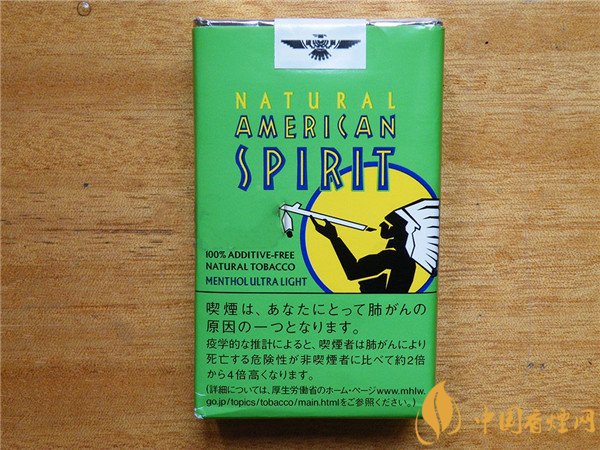 NATURAL
AMERICAN
SPIRIT
100% ADDITIVE-FREE
NATURAL TOBACCO
MENTHOL ULTRA LIGHT
喫煙は、あなたにとって肺がんの
原因の一つとなります。
疫学的な推計によると、喫煙者は肺がんにより
死亡する危険性が非喫煙者に比べて約2倍
から4倍高くなります。
(詳細については、厚生労働省のホーム・ページwww.mhlw.
go.jp/topics/tobacco/main.htmlをご参照ください。)
中国香烟网